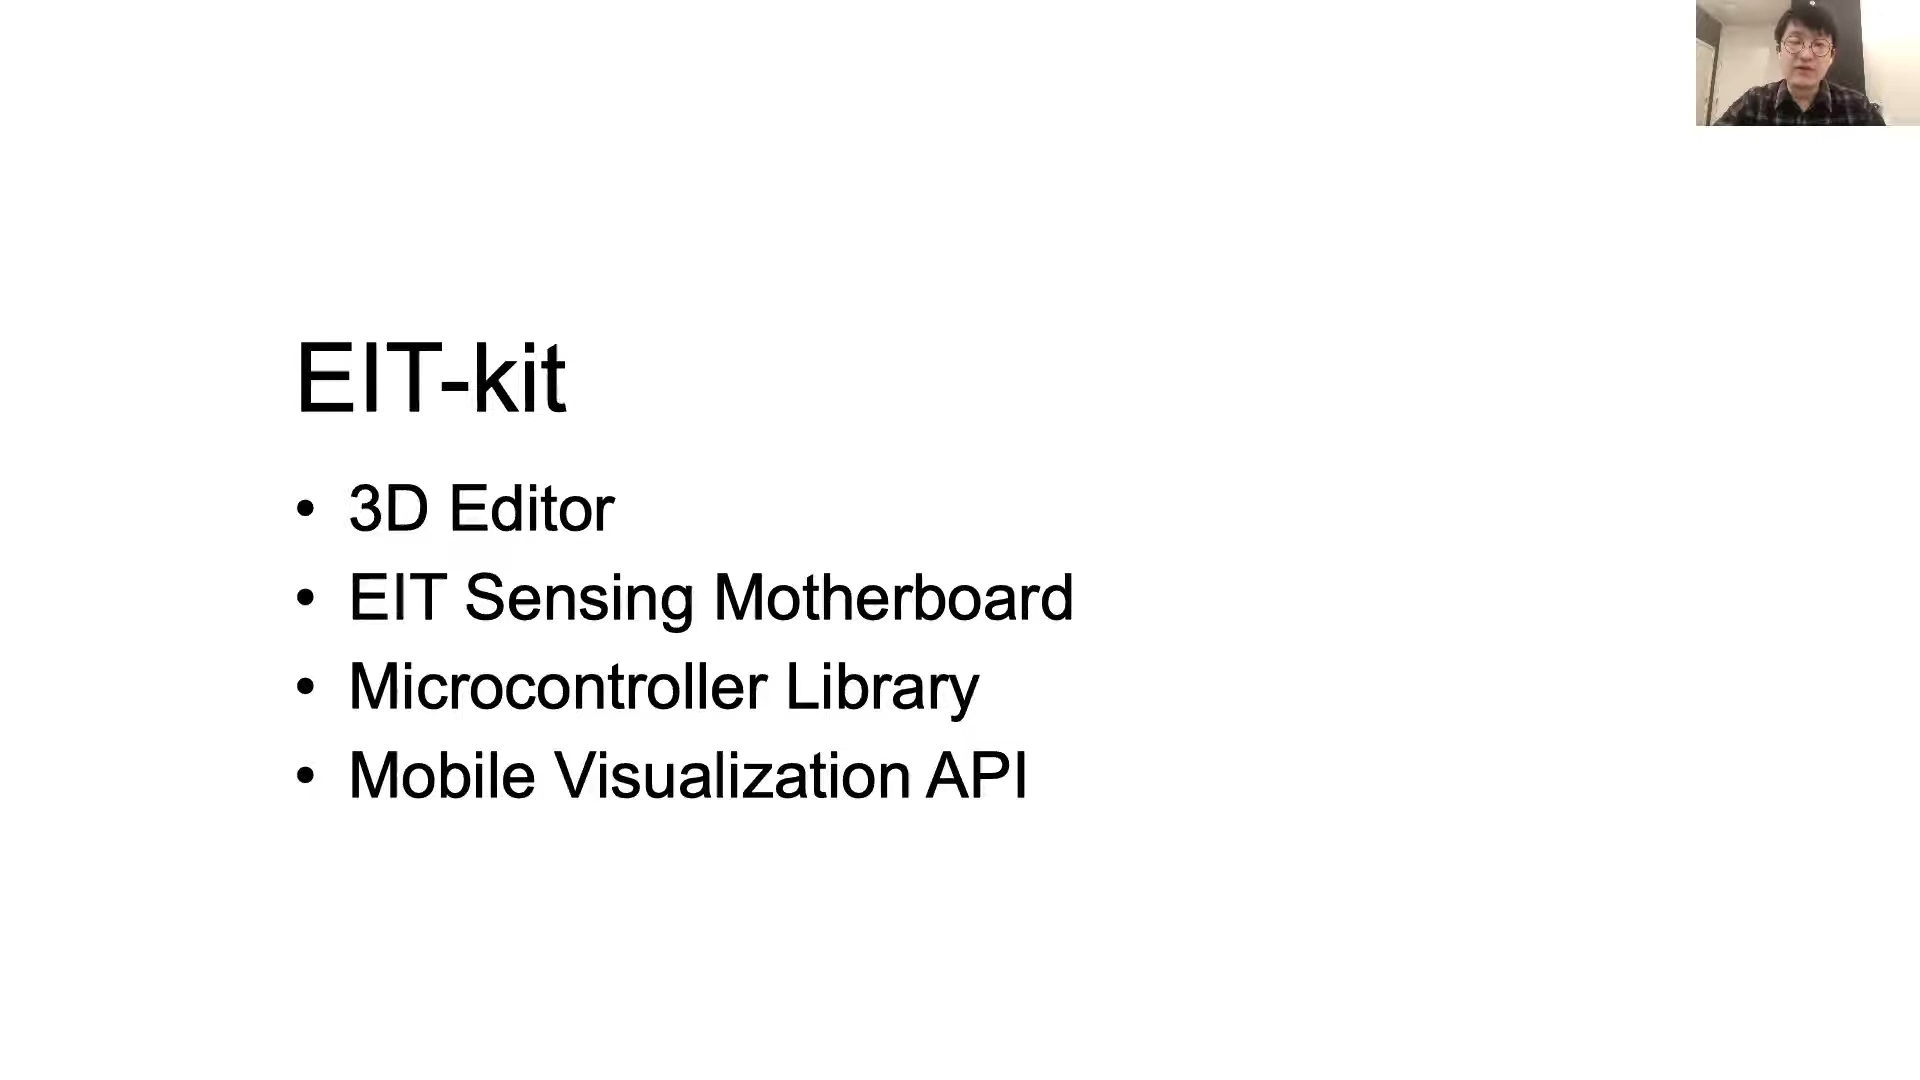 EIT-kit
• 3D Editor
• EIT Sensing Motherboard
• Microcontroller Library
• Mobile Visualization API